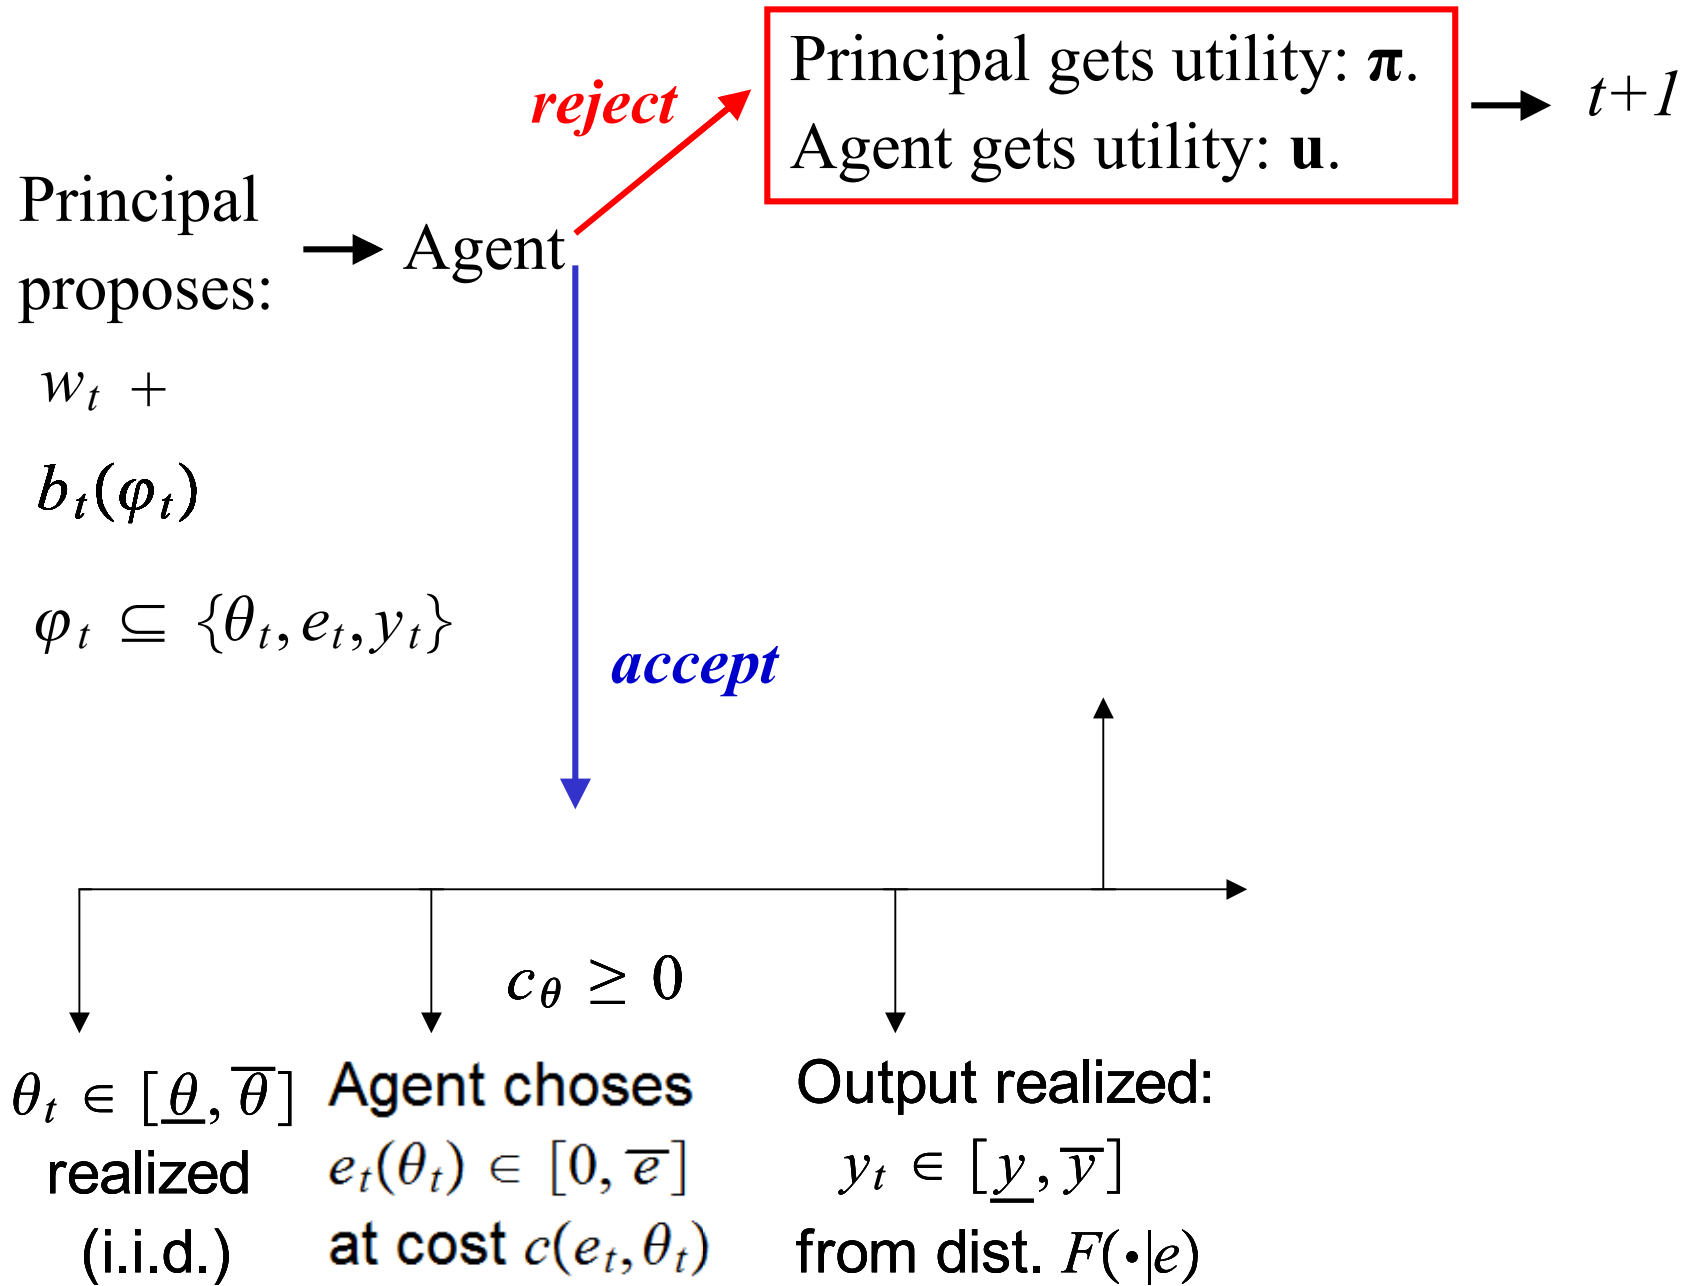 Principal gets utility: π.
Agent gets utility: u.
t+1
reject
Principal
proposes:
Agent
w_t +
b_t(φ_t)
φ_t ⊆ {θ_t, e_t, y_t}
accept
c_θ ≥ 0
θ_t ∈ [θ̲, θ̅]
realized
(i.i.d.)
Agent choses
e_t(θ_t) ∈ [0, e̅]
at cost c(e_t, θ_t)
Output realized:
y_t ∈ [y̲, y̅]
from dist. F(•|e)